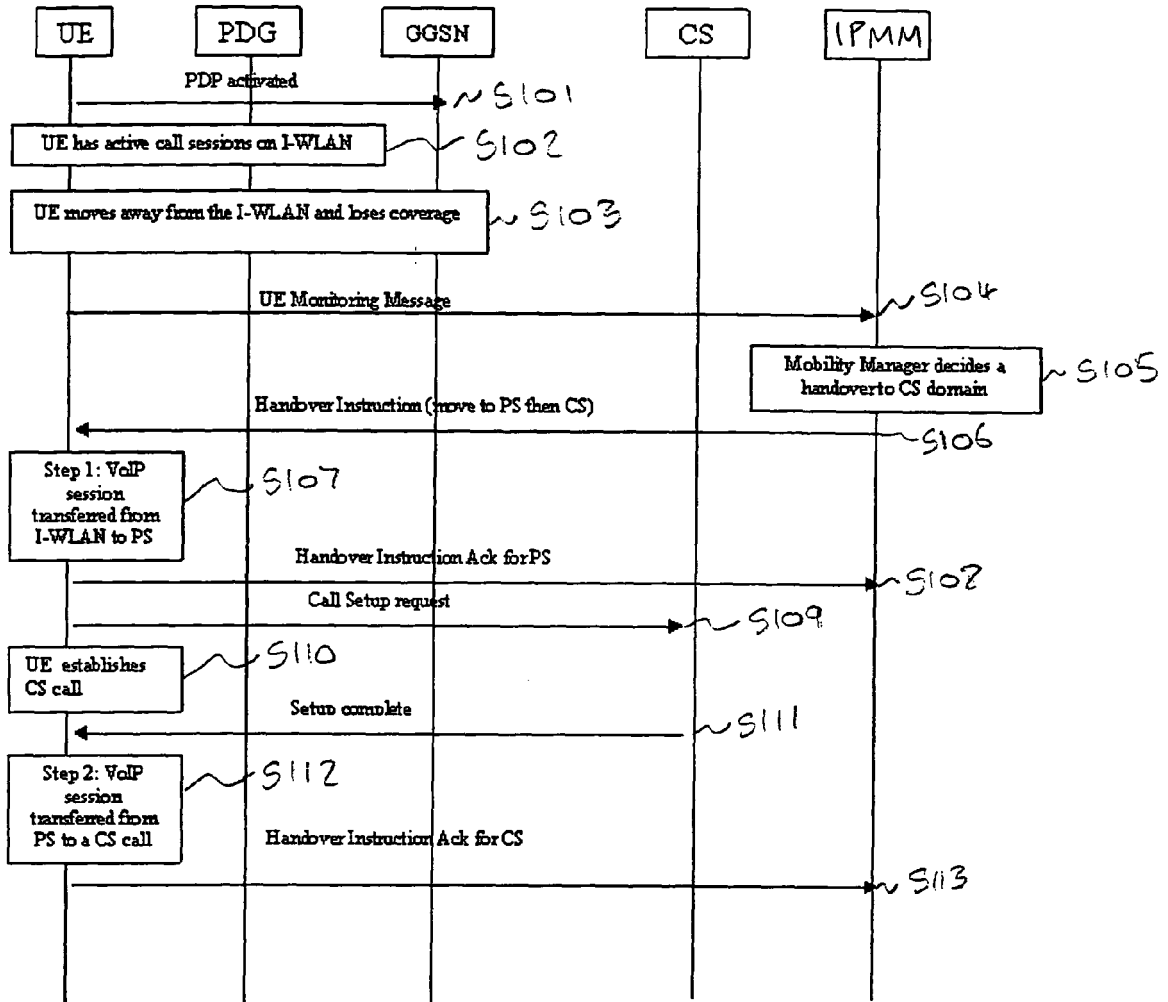 UE PDG GGSN CS IPMM
PDP activated
S101
UE has active call sessions on I-WLAN
S102
UE moves away from the I-WLAN and loses coverage
S103
UE Monitoring Message
S104
Mobility Manager decides a
handover to CS domain
S105
Handover Instruction (move to PS then CS)
S106
Step 1: VoIP
session
transferred from
I-WLAN to PS
S107
Handover Instruction Ack for PS
S108
Call Setup request
S109
UE establishes
CS call
S110
Setup complete
S111
Step 2: VoIP
session
transferred from
PS to a CS call
S112
Handover Instruction Ack for CS
S113